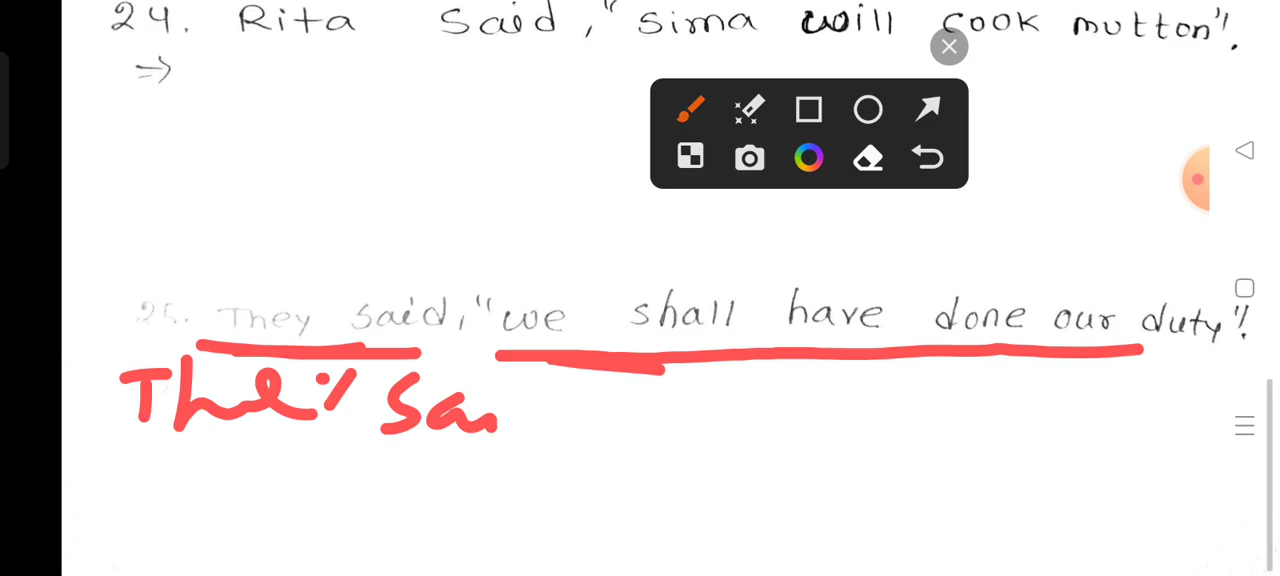 24. Rita Said, "Sima will cook mutton".
⇒
25. They said, "we shall have done our duty".
They Sa